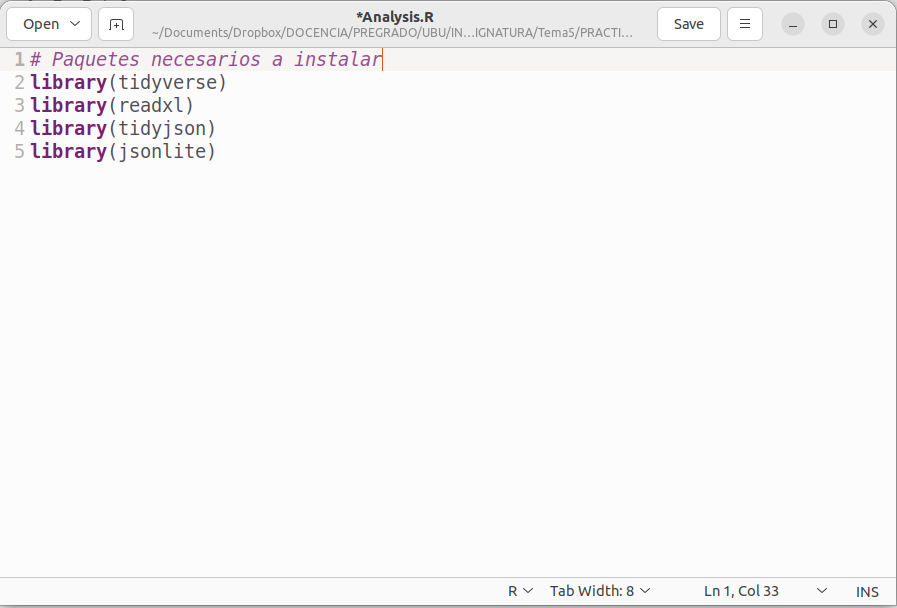 Open
*Analysis.R
~/Documents/Dropbox/DOCENCIA/PREGRADO/UBU/IN...IGNATURA/Tema5/PRACTI...
Save
1 # Paquetes necesarios a instalar
2 library(tidyverse)
3 library(readxl)
4 library(tidyjson)
5 library(jsonlite)
R Tab Width: 8 Ln 1, Col 33 INS